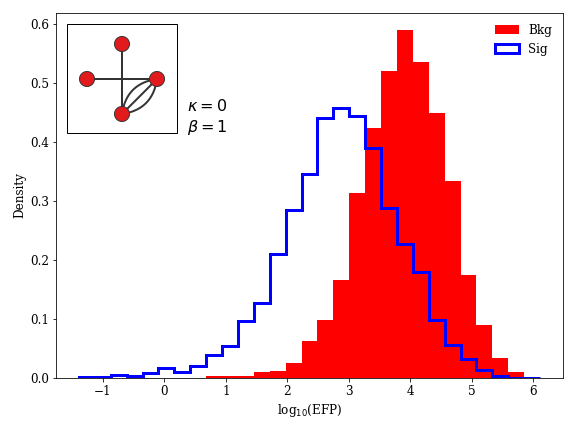 0.6
0.5
0.4
0.3
0.2
0.1
0.0
Density
κ = 0
β = 1
Bkg
Sig
−1 0 1 2 3 4 5 6
log₁₀(EFP)